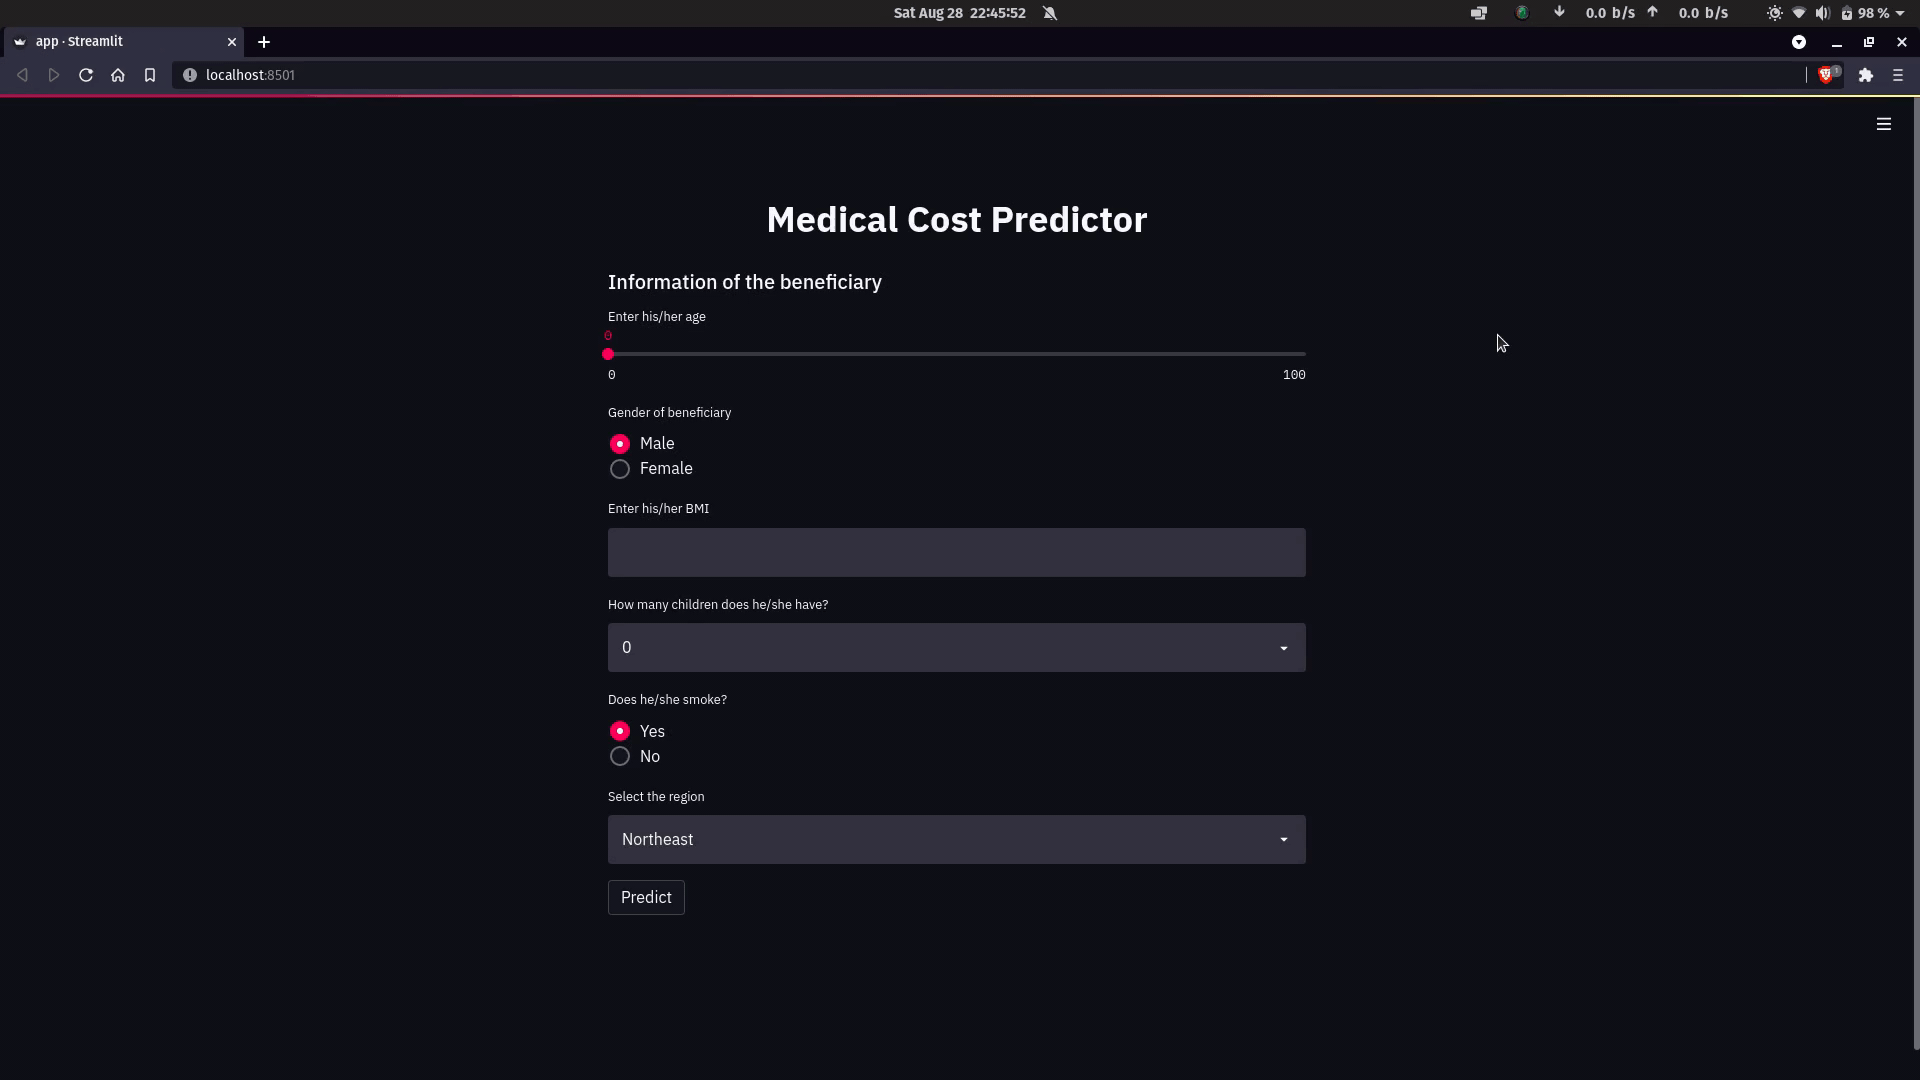 Sat Aug 28 22:45:52
0.0 b/s 0.0 b/s 98 %
app · Streamlit
localhost:8501
1
Medical Cost Predictor
Information of the beneficiary
Enter his/her age
0
0 100
Gender of beneficiary
Male
Female
Enter his/her BMI
How many children does he/she have?
0
Does he/she smoke?
Yes
No
Select the region
Northeast
Predict